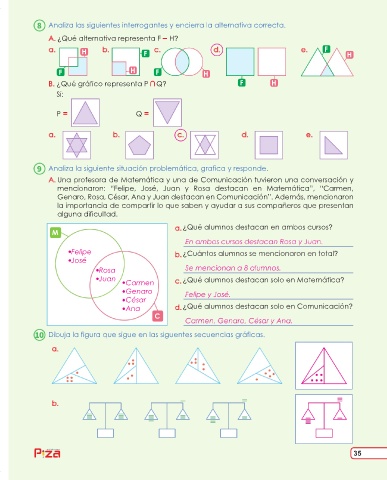 8 Analiza las siguientes interrogantes y encierra la alternativa correcta.
A. ¿Qué alternativa representa F – H?
a. H b. F c. d. e. F H
F H F H F H
B. ¿Qué gráfico representa P ∩ Q?
Si:
P = Q =
a. b. c. d. e.
9 Analiza la siguiente situación problemática, grafica y responde.
A. Una profesora de Matemática y una de Comunicación tuvieron una conversación y
mencionaron: “Felipe, José, Juan y Rosa destacan en Matemática”, “Carmen,
Genaro, Rosa, César, Ana y Juan destacan en Comunicación”. Además, mencionaron
la importancia de compartir lo que saben y ayudar a sus compañeros que presentan
alguna dificultad.
M
•Felipe
•José
•Rosa
•Juan
•Carmen
•Genaro
•César
•Ana
C
a. ¿Qué alumnos destacan en ambos cursos?
En ambos cursos destacan Rosa y Juan.
b. ¿Cuántos alumnos se mencionaron en total?
Se mencionan a 8 alumnos.
c. ¿Qué alumnos destacan solo en Matemática?
Felipe y José.
d. ¿Qué alumnos destacan solo en Comunicación?
Carmen, Genaro, César y Ana.
10 Dibuja la figura que sigue en las siguientes secuencias gráficas.
a.
b.
Piza
35